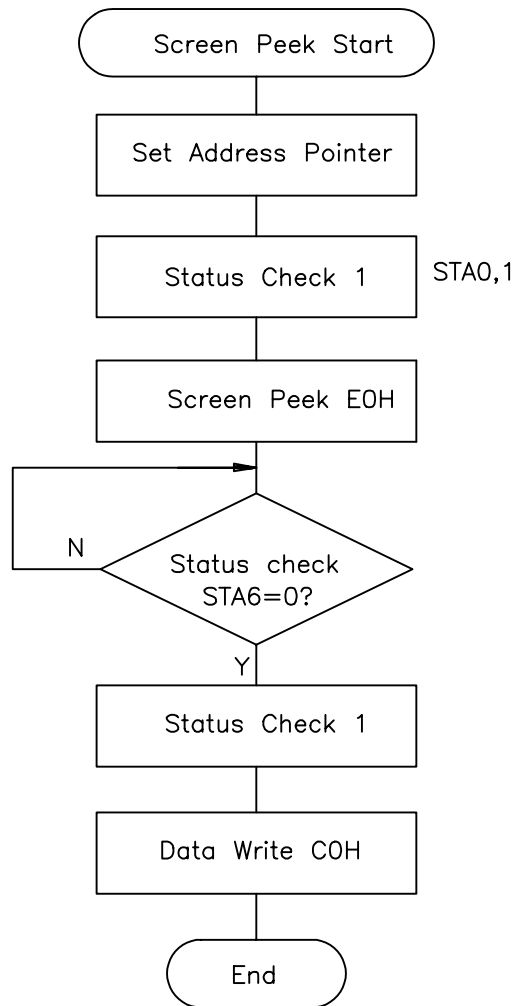 Screen Peek Start
Set Address Pointer
Status Check 1
STA0,1
Screen Peek E0H
N
Status check
STA6=0?
Y
Status Check 1
Data Write C0H
End